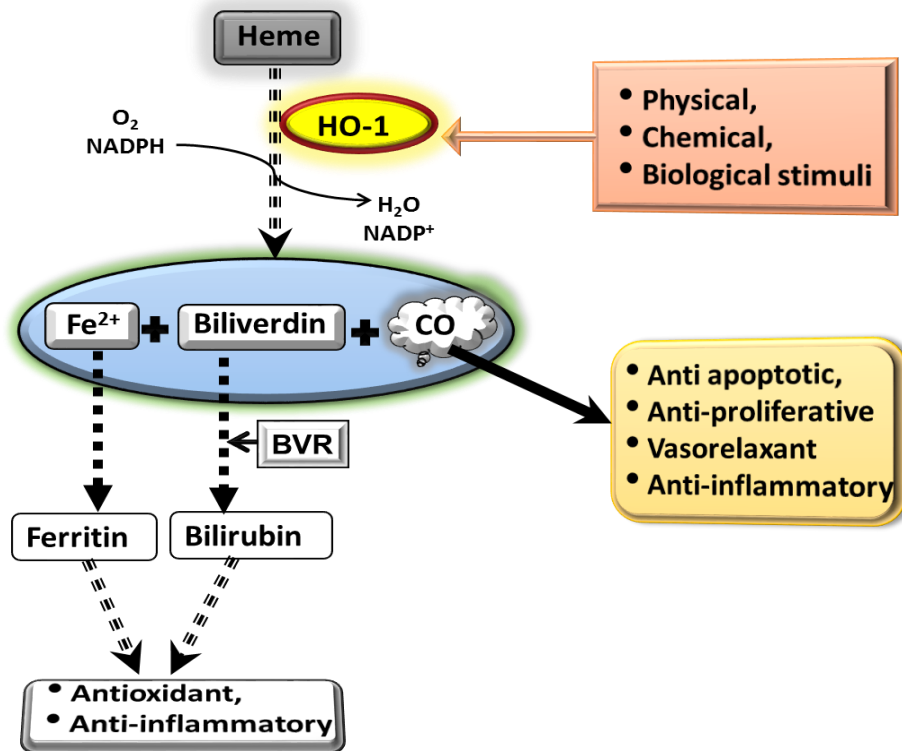 Heme
HO-1
O₂
NADPH
H₂O
NADP⁺
• Physical,
• Chemical,
• Biological stimuli
Fe²⁺ + Biliverdin + CO
BVR
• Anti apoptotic,
• Anti-proliferative
• Vasorelaxant
• Anti-inflammatory
Ferritin
Bilirubin
• Antioxidant,
• Anti-inflammatory